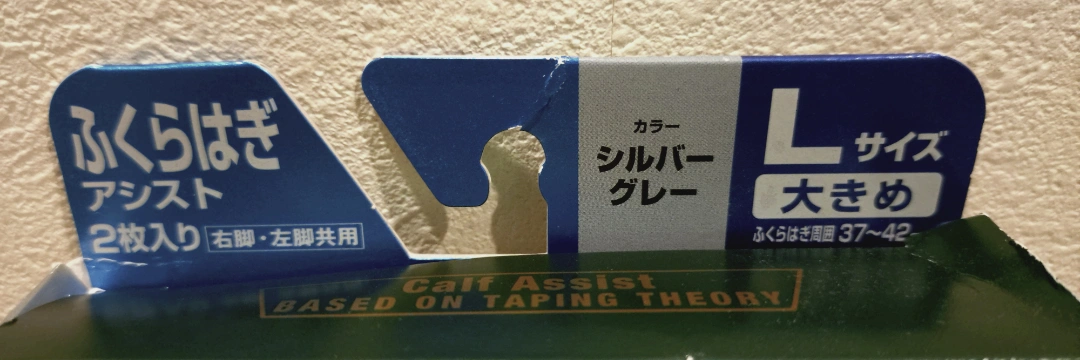 ふくらはぎ
アシスト
2枚入り 右脚・左脚共用
カラー
シルバー
グレー
L サイズ
大きめ
ふくらはぎ周囲 37〜42
Calf Assist
BASED ON TAPING THEORY